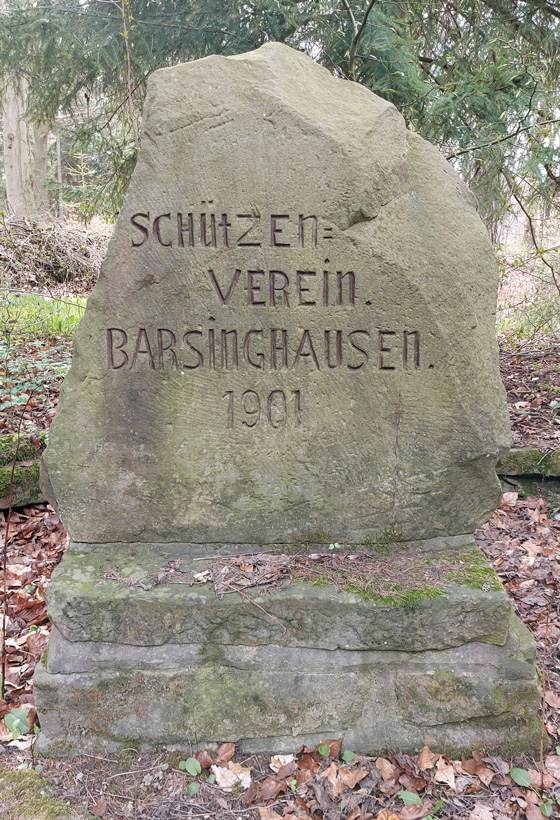 SCHÜTZEN=
VEREIN.
BARSINGHAUSEN.
1901